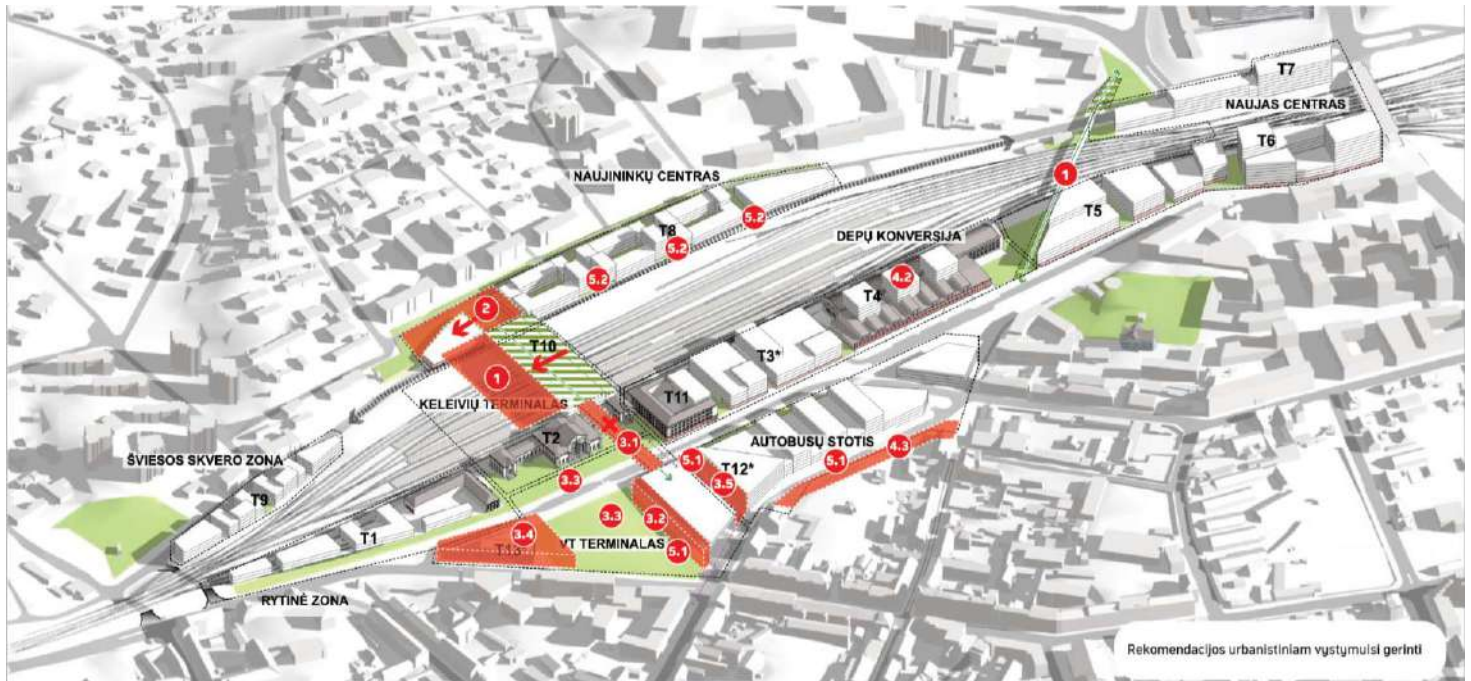 T7
NAUJAS CENTRAS
T6
1
NAUJININKŲ CENTRAS
T5
5.2
T8
5.2
DEPŲ KONVERSIJA
5.2
4.2
T4
2
T10
T3*
1
KELEIVIŲ TERMINALAS
T11
T2
3.1
AUTOBUSŲ STOTIS
4.3
ŠVIESOS SKVERO ZONA
5.1
T12*
5.1
3.3
3.5
T9
3.3
3.2
T1
3.4
VT TERMINALAS
5.1
T13
RYTINĖ ZONA
Rekomendacijos urbanistiniam vystymuisi gerinti